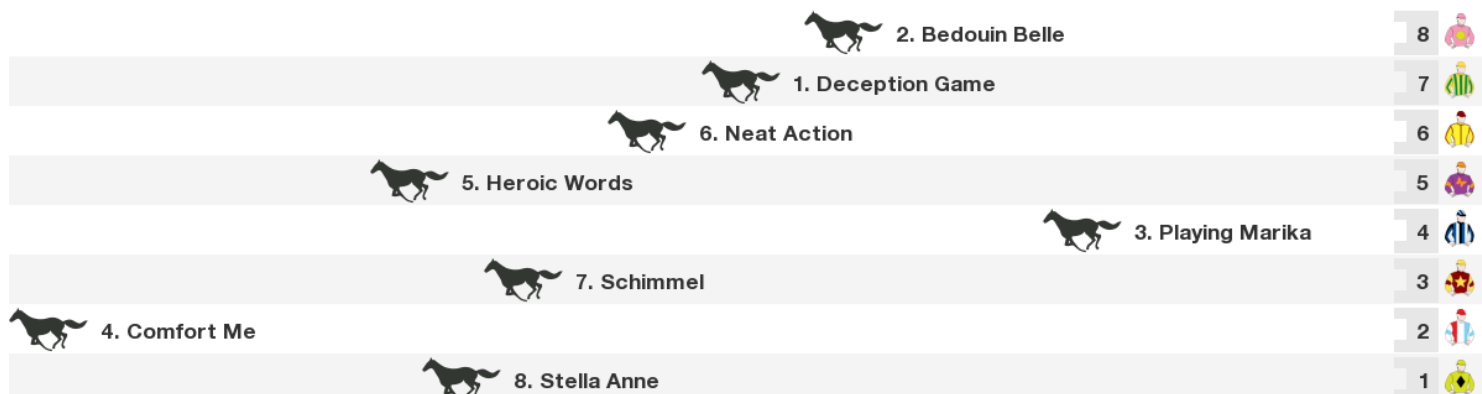 2. Bedouin Belle 8
1. Deception Game 7
6. Neat Action 6
5. Heroic Words 5
3. Playing Marika 4
7. Schimmel 3
4. Comfort Me 2
8. Stella Anne 1